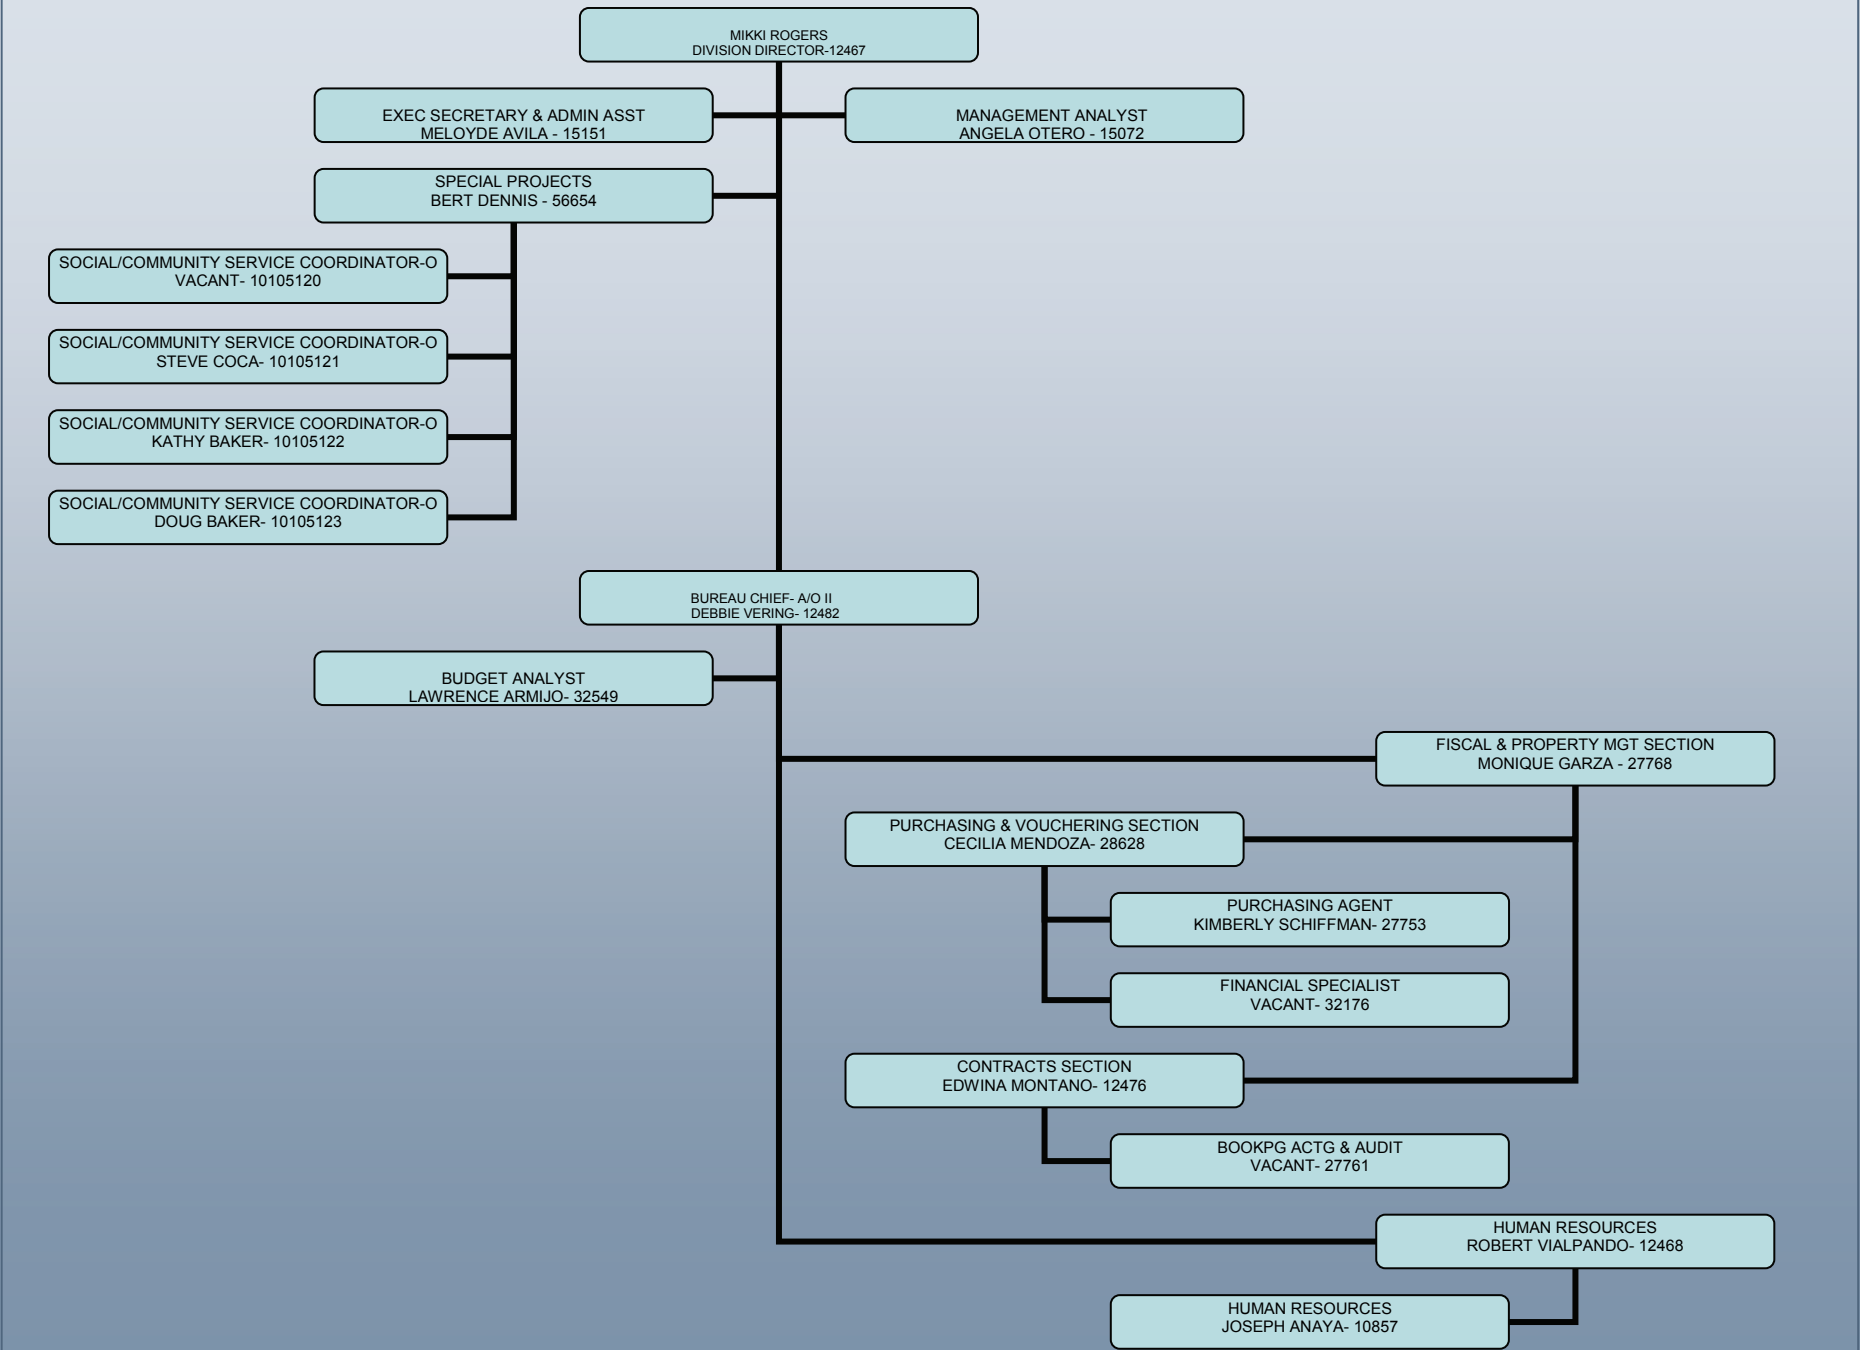 MIKKI ROGERS
DIVISION DIRECTOR-12467
EXEC SECRETARY & ADMIN ASST
MELOYDE AVILA - 15151
MANAGEMENT ANALYST
ANGELA OTERO - 15072
SPECIAL PROJECTS
BERT DENNIS - 56654
SOCIAL/COMMUNITY SERVICE COORDINATOR-O
VACANT- 10105120
SOCIAL/COMMUNITY SERVICE COORDINATOR-O
STEVE COCA- 10105121
SOCIAL/COMMUNITY SERVICE COORDINATOR-O
KATHY BAKER- 10105122
SOCIAL/COMMUNITY SERVICE COORDINATOR-O
DOUG BAKER- 10105123
BUREAU CHIEF- A/O II
DEBBIE VERING- 12482
BUDGET ANALYST
LAWRENCE ARMIJO- 32549
FISCAL & PROPERTY MGT SECTION
MONIQUE GARZA - 27768
PURCHASING & VOUCHERING SECTION
CECILIA MENDOZA- 28628
PURCHASING AGENT
KIMBERLY SCHIFFMAN- 27753
FINANCIAL SPECIALIST
VACANT- 32176
CONTRACTS SECTION
EDWINA MONTANO- 12476
BOOKPG ACTG & AUDIT
VACANT- 27761
HUMAN RESOURCES
ROBERT VIALPANDO- 12468
HUMAN RESOURCES
JOSEPH ANAYA- 10857